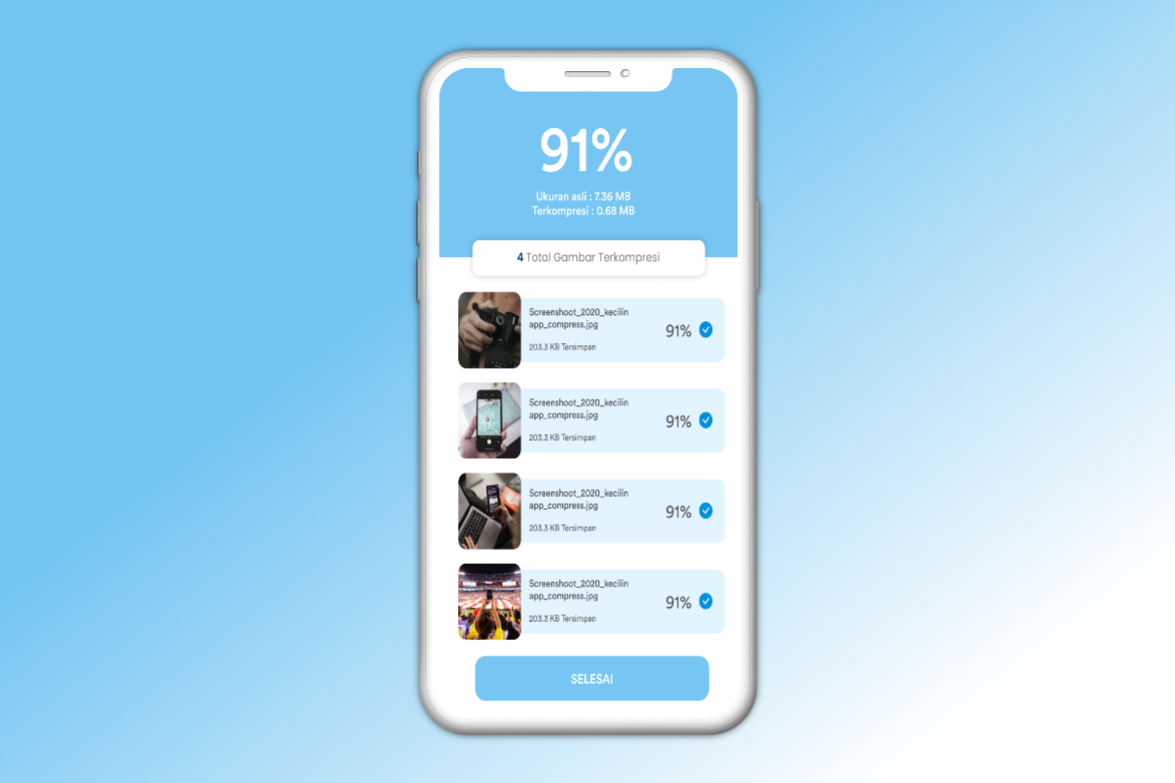 91%
Ukuran asli : 7.36 MB
Terkompresi : 0.68 MB
4 Total Gambar Terkompresi
Screenshoot_2020_kecilin
app_compress.jpg
91%
203.3 KB Tersimpan
Screenshoot_2020_kecilin
app_compress.jpg
91%
203.3 KB Tersimpan
Screenshoot_2020_kecilin
app_compress.jpg
91%
203.3 KB Tersimpan
Screenshoot_2020_kecilin
app_compress.jpg
91%
203.3 KB Tersimpan
SELESAI